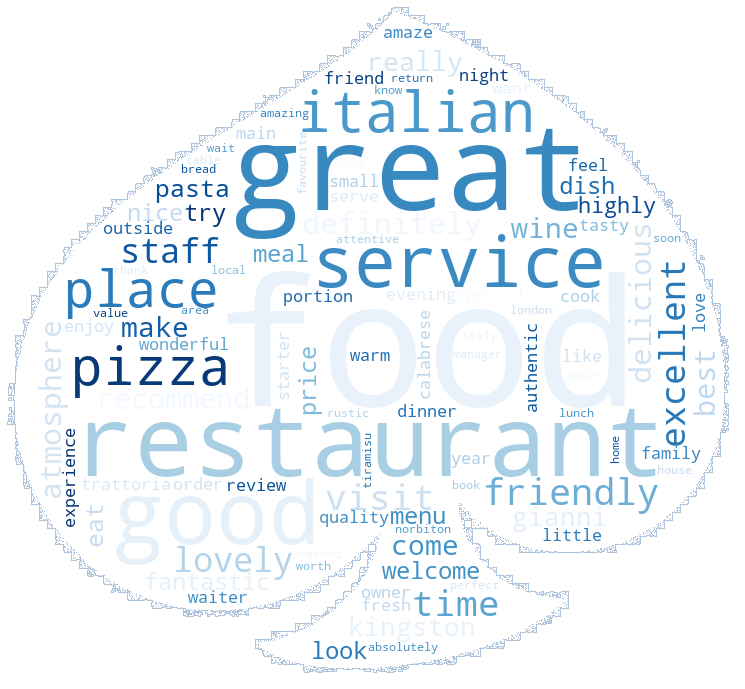 amaze
really
friend
return
night
know
want
amazing
italian
main
great
wait
favourite
table
bread
small
feel
pasta
serve
dish
nice
try
definitely
highly
outside
wine
tasty
staff
attentive
delicious
meal
service
soon
thank
local
place
food
portion
evening
special
cook
excellent
love
value
area
london
make
enjoy
wonderful
calabrese
authentic
italy
atmosphere
starter
price
warm
manager
like
pizza
taste
best
recommend
dinner
rustic
lunch
restaurant
experience
tiramisu
home
family
year
house
trattoria
order
review
visit
book
friendly
good
eat
quality
menu
gianni
norbiton
little
lovely
seafood
come
worth
fantastic
welcome
perfect
waiter
owner
fresh
time
kingston
look
absolutely